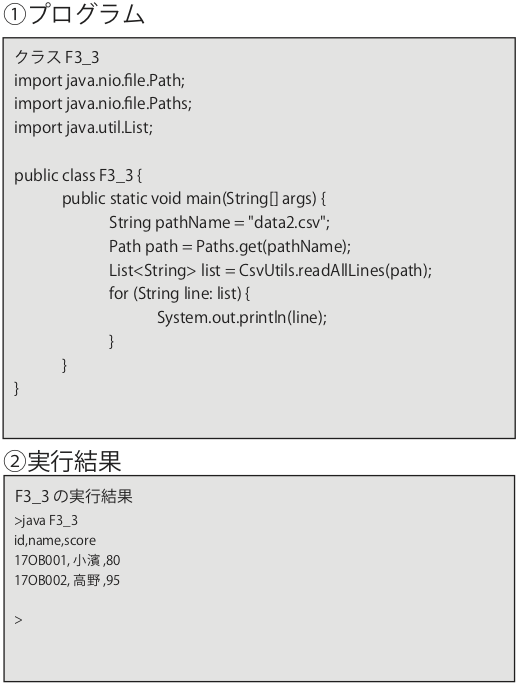 ①プログラム
クラス F3_3
import java.nio.file.Path;
import java.nio.file.Paths;
import java.util.List;
public class F3_3 {
public static void main(String[] args) {
String pathName = "data2.csv";
Path path = Paths.get(pathName);
List<String> list = CsvUtils.readAllLines(path);
for (String line: list) {
System.out.println(line);
}
}
}
②実行結果
F3_3 の実行結果
>java F3_3
id,name,score
17OB001, 小濱 ,80
17OB002, 高野 ,95
>